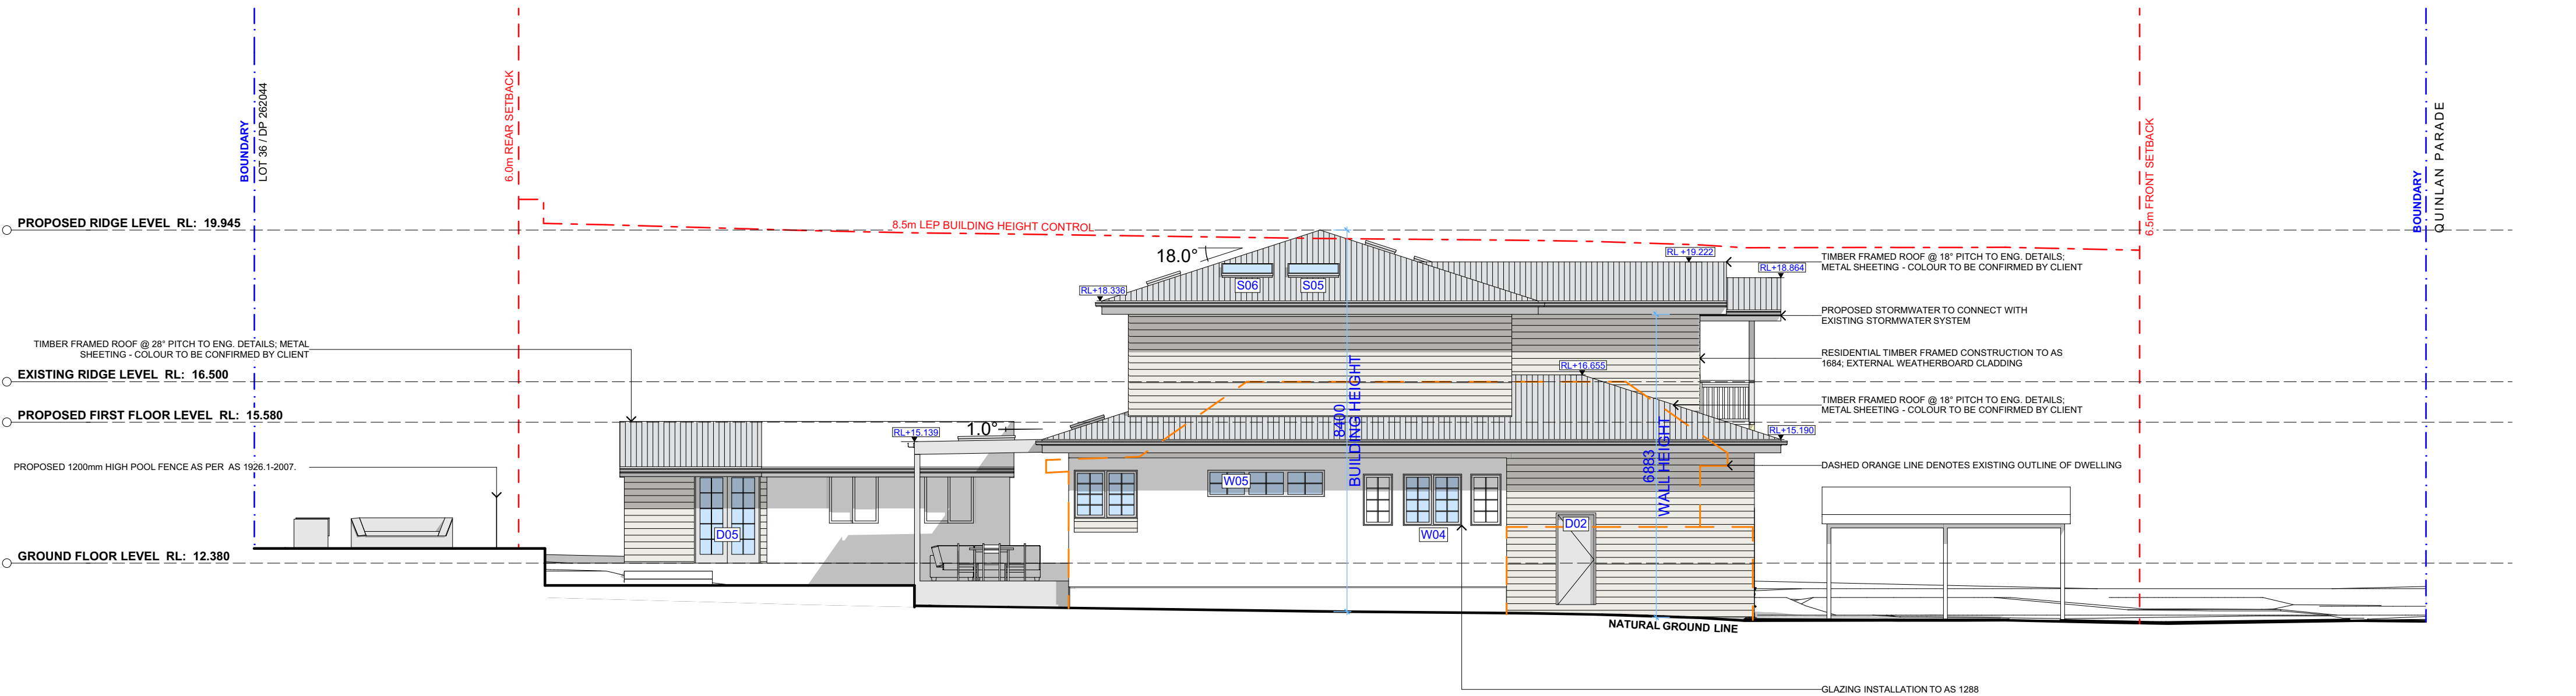 BOUNDARY
LOT 36 / DP 262044
6.0m REAR SETBACK
6.5m FRONT SETBACK
BOUNDARY
QUINLAN PARADE
PROPOSED RIDGE LEVEL RL: 19.945
8.5m LEP BUILDING HEIGHT CONTROL
18.0°
S06
S05
RL +19.222
RL+18.864
RL+18.336
TIMBER FRAMED ROOF @ 18° PITCH TO ENG. DETAILS;
METAL SHEETING - COLOUR TO BE CONFIRMED BY CLIENT
PROPOSED STORMWATER TO CONNECT WITH
EXISTING STORMWATER SYSTEM
TIMBER FRAMED ROOF @ 28° PITCH TO ENG. DETAILS; METAL
SHEETING - COLOUR TO BE CONFIRMED BY CLIENT
RESIDENTIAL TIMBER FRAMED CONSTRUCTION TO AS
1684; EXTERNAL WEATHERBOARD CLADDING
EXISTING RIDGE LEVEL RL: 16.500
RL+16.655
TIMBER FRAMED ROOF @ 18° PITCH TO ENG. DETAILS;
METAL SHEETING - COLOUR TO BE CONFIRMED BY CLIENT
PROPOSED FIRST FLOOR LEVEL RL: 15.580
RL+15.139
1.0°
8400
BUILDING HEIGHT
6883
WALL HEIGHT
RL+15.190
PROPOSED 1200mm HIGH POOL FENCE AS PER AS 1926.1-2007.
DASHED ORANGE LINE DENOTES EXISTING OUTLINE OF DWELLING
W05
D05
W04
D02
GROUND FLOOR LEVEL RL: 12.380
NATURAL GROUND LINE
GLAZING INSTALLATION TO AS 1288